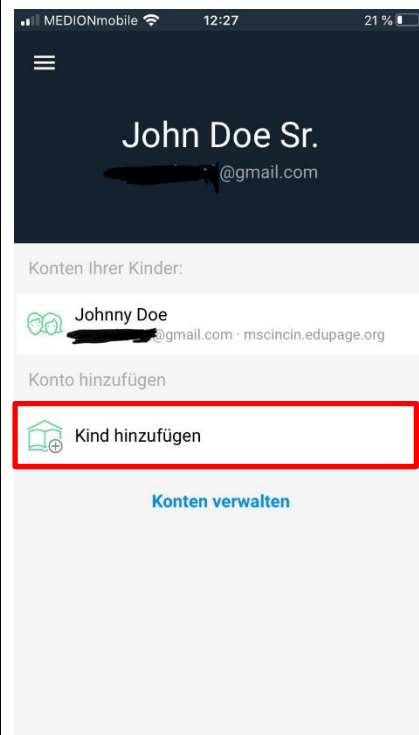 MEDIONmobile 12:27 21 %
John Doe Sr.
@gmail.com
Konten Ihrer Kinder:
Johnny Doe
@gmail.com · mscincin.edupage.org
Konto hinzufügen
Kind hinzufügen
Konten verwalten